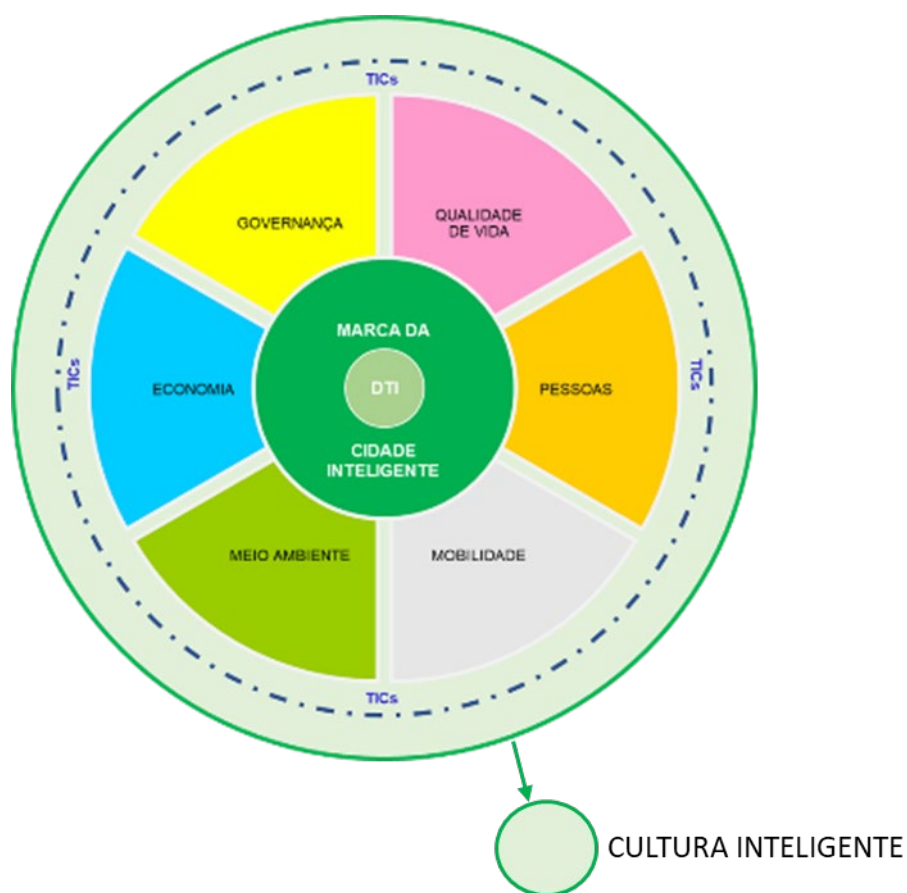 TICs
GOVERNANÇA
QUALIDADE
DE VIDA
MARCA DA
TICs
ECONOMIA
DTI
PESSOAS
TICs
CIDADE
INTELIGENTE
MEIO AMBIENTE
MOBILIDADE
TICs
CULTURA INTELIGENTE